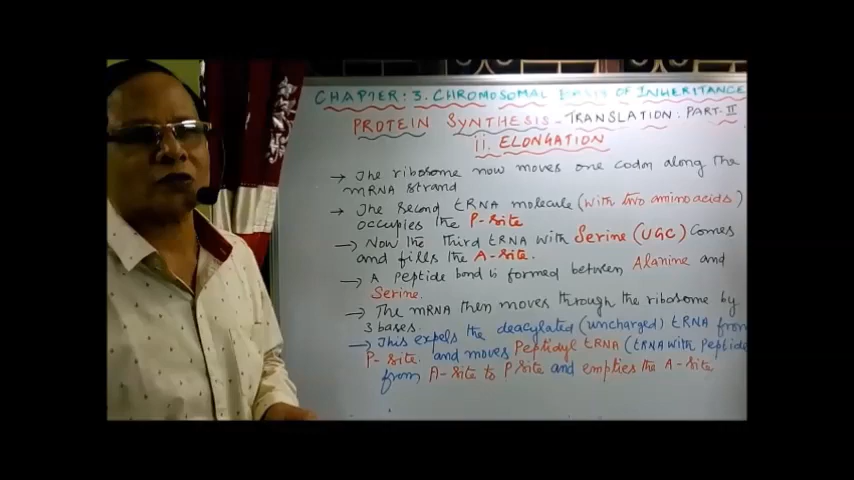 CHAPTER: 3. CHROMOSOMAL BASIS OF INHERITANCE
PROTEIN SYNTHESIS - TRANSLATION: PART-II
ii. ELONGATION
→ The ribosome now moves one codon along the
mRNA strand
→ The second tRNA molecule (with two amino acids)
occupies the P-site
→ Now the third tRNA with Serine (UGC) comes
and fills the A-site.
→ A peptide bond is formed between Alanine and
Serine.
→ The mRNA then moves through the ribosome by
3 bases.
→ This expels the deacylated (uncharged) tRNA from
P-site. and moves Peptidyl tRNA (tRNA with Peptide
from A-site to P site and empties the A-site